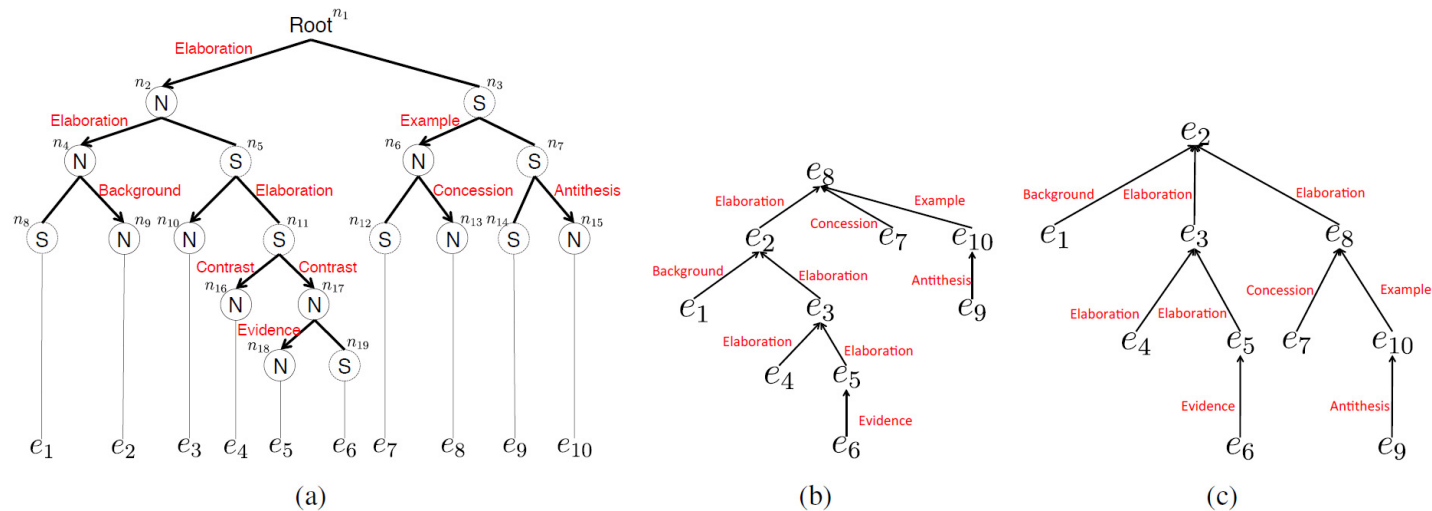 Root n1
Elaboration
n2 n3
N S
Elaboration Example
n4 n5 n6 n7
N S N S
Background Elaboration Concession Antithesis
n8 n9 n10 n11 n12 n13 n14 n15
S N N S S N S N
Contrast Contrast
n16 n17
N N
Evidence
n18 n19
N S
e1 e2 e3 e4 e5 e6 e7 e8 e9 e10
(a)
e8
Elaboration Example
Concession
e2 e7 e10
Background Elaboration Antithesis
e1 e3 e9
Elaboration Elaboration
e4 e5
Evidence
e6
(b)
e2
Background Elaboration Elaboration
e1 e3 e8
Elaboration Elaboration Concession Example
e4 e5 e7 e10
Evidence Antithesis
e6 e9
(c)